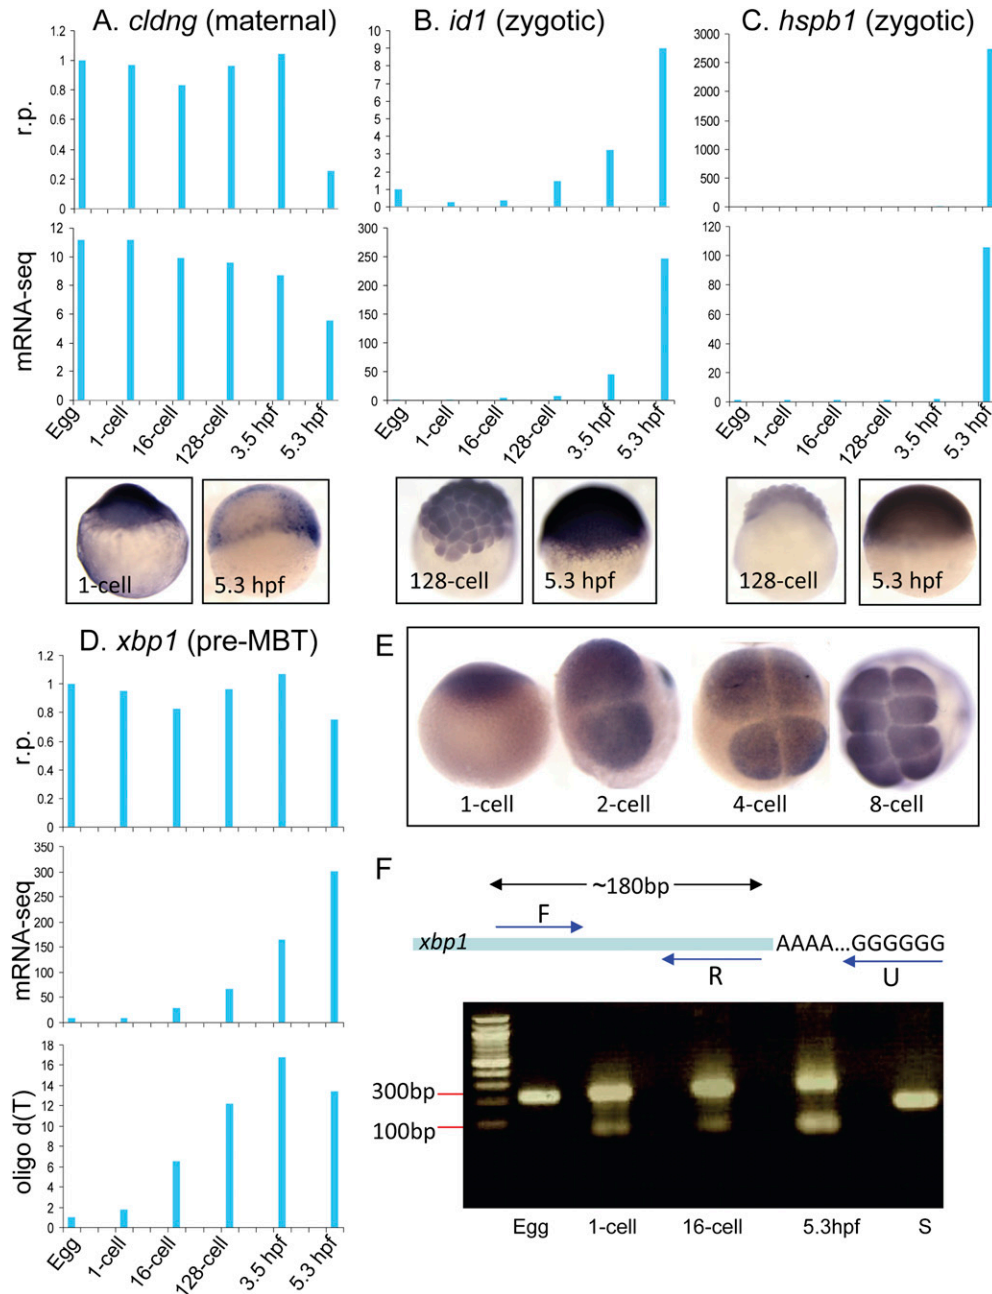 A. cldng (maternal)
B. id1 (zygotic)
C. hspb1 (zygotic)
r.p.
1.2
1
0.8
0.6
0.4
0.2
0
10
9
8
7
6
5
4
3
2
1
0
3000
2500
2000
1500
1000
500
0
mRNA-seq
12
10
8
6
4
2
0
300
250
200
150
100
50
0
120
100
80
60
40
20
0
Egg
1-cell
16-cell
128-cell
3.5 hpf
5.3 hpf
Egg
1-cell
16-cell
128-cell
3.5 hpf
5.3 hpf
Egg
1-cell
16-cell
128-cell
3.5 hpf
5.3 hpf
1-cell
5.3 hpf
128-cell
5.3 hpf
128-cell
5.3 hpf
D. xbp1 (pre-MBT)
r.p.
1.2
1
0.8
0.6
0.4
0.2
0
mRNA-seq
350
300
250
200
150
100
50
0
oligo d(T)
18
16
14
12
10
8
6
4
2
0
Egg
1-cell
16-cell
128-cell
3.5 hpf
5.3 hpf
E
1-cell
2-cell
4-cell
8-cell
F
~180bp
F
xbp1
AAAA...GGGGGG
R
U
300bp
100bp
Egg
1-cell
16-cell
5.3hpf
S